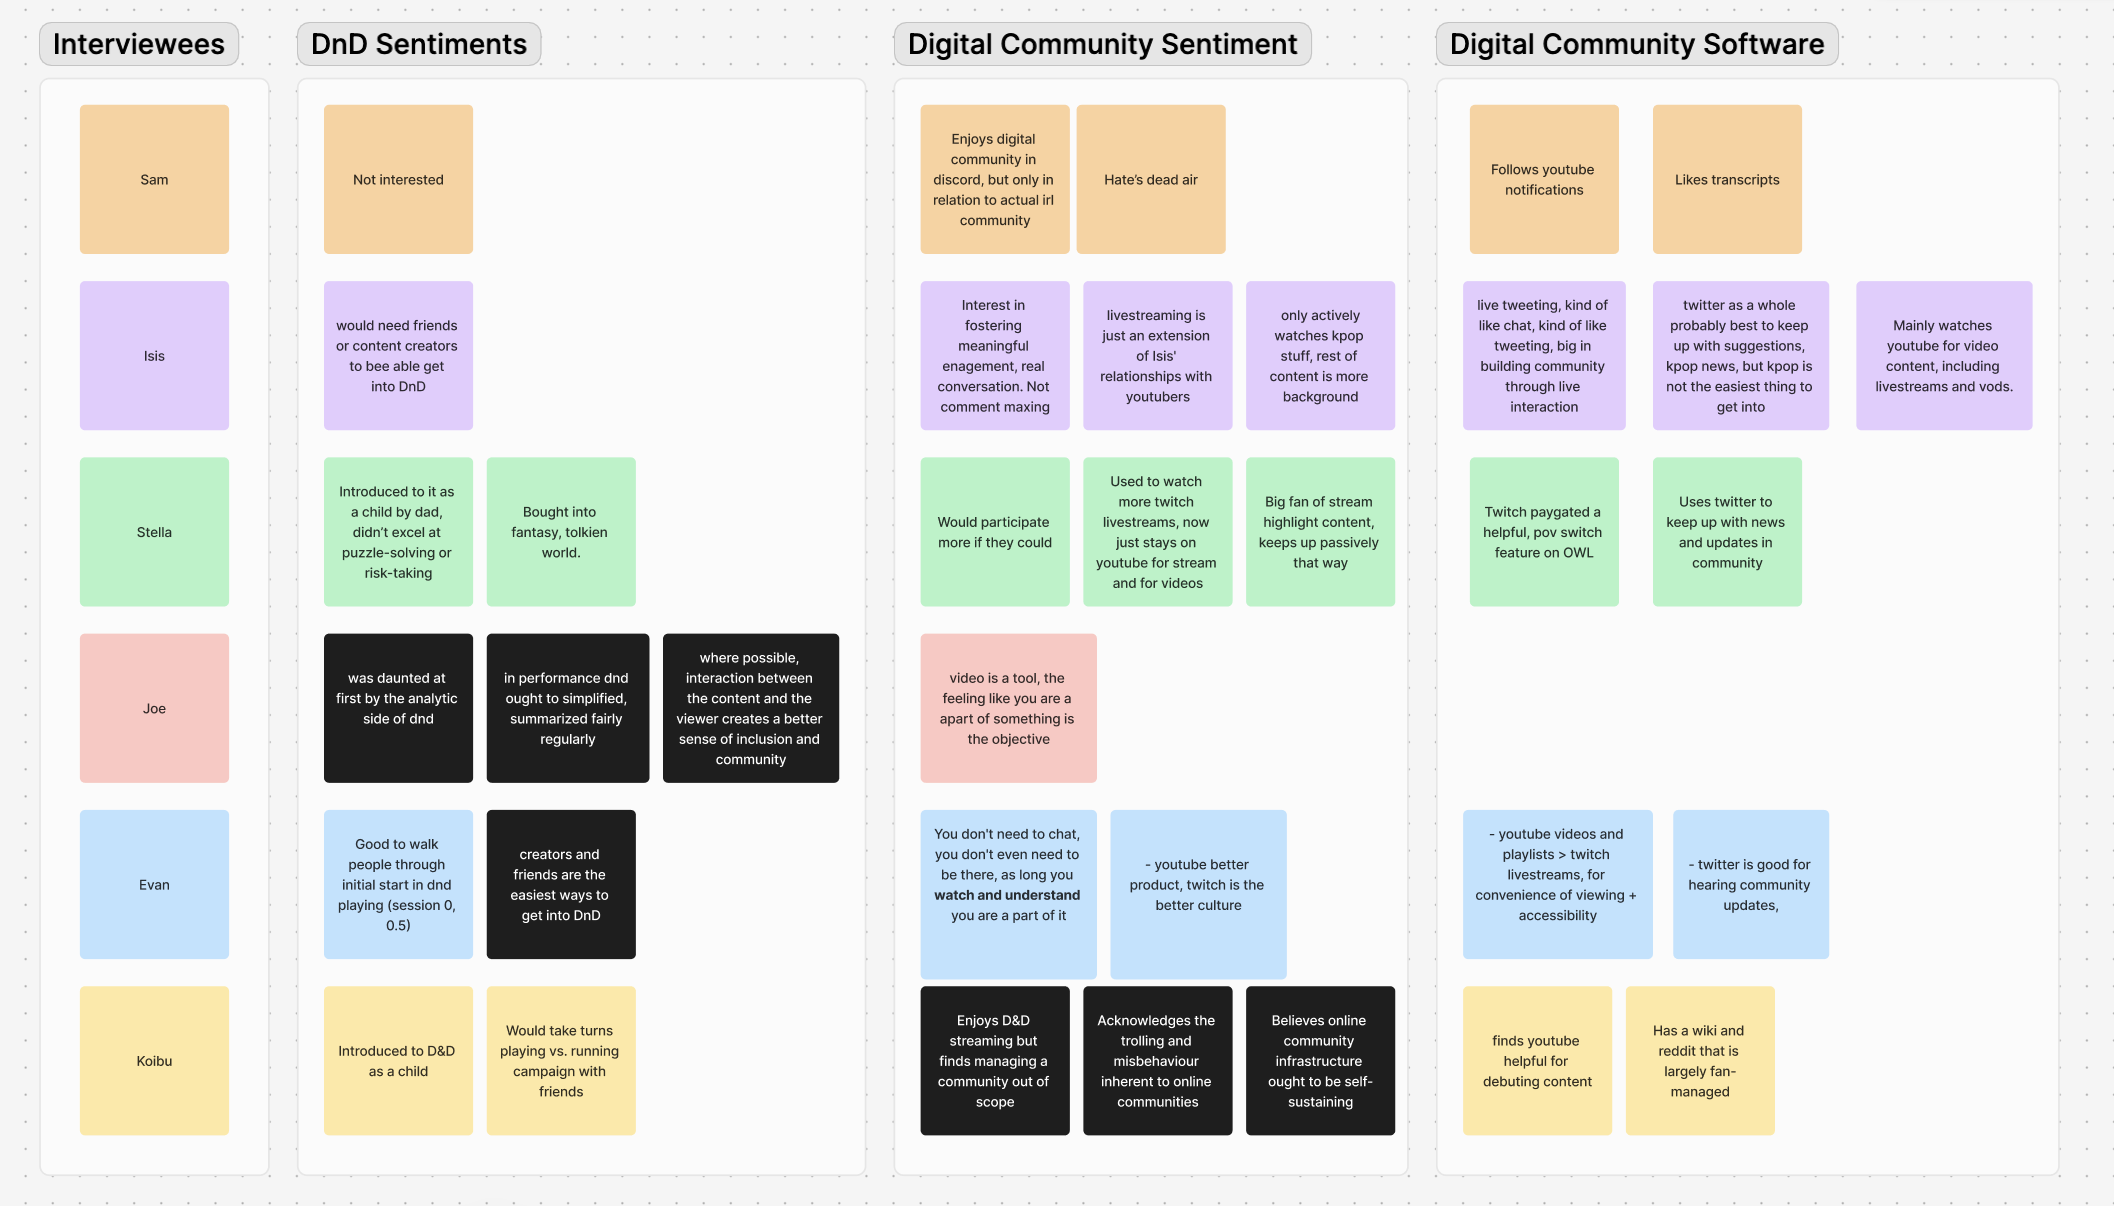 Interviewees
DnD Sentiments
Digital Community Sentiment
Digital Community Software
Sam
Not interested
Enjoys digital
community in
discord, but only in
relation to actual irl
community
Hate's dead air
Follows youtube
notifications
Likes transcripts
Isis
would need friends
or content creators
to bee able get
into DnD
Interest in
fostering
meaningful
enagement, real
conversation. Not
comment maxing
livestreaming is
just an extension
of Isis'
relationships with
youtubers
only actively
watches kpop
stuff, rest of
content is more
background
live tweeting, kind of
like chat, kind of like
tweeting, big in
building community
through live
interaction
twitter as a whole
probably best to keep
up with suggestions,
kpop news, but kpop is
not the easiest thing to
get into
Mainly watches
youtube for video
content, including
livestreams and vods.
Stella
Introduced to it as
a child by dad,
didn't excel at
puzzle-solving or
risk-taking
Bought into
fantasy, tolkien
world.
Would participate
more if they could
Used to watch
more twitch
livestreams, now
just stays on
youtube for stream
and for videos
Big fan of stream
highlight content,
keeps up passively
that way
Twitch paygated a
helpful, pov switch
feature on OWL
Uses twitter to
keep up with news
and updates in
community
Joe
was daunted at
first by the analytic
side of dnd
in performance dnd
ought to simplified,
summarized fairly
regularly
where possible,
interaction between
the content and the
viewer creates a better
sense of inclusion and
community
video is a tool, the
feeling like you are a
apart of something is
the objective
Evan
Good to walk
people through
initial start in dnd
playing (session 0,
0.5)
creators and
friends are the
easiest ways to
get into DnD
You don't need to chat,
you don't even need to
be there, as long you
watch and understand
you are a part of it
- youtube better
product, twitch is the
better culture
- youtube videos and
playlists > twitch
livestreams, for
convenience of viewing +
accessibility
- twitter is good for
hearing community
updates,
Koibu
Introduced to D&D
as a child
Would take turns
playing vs. running
campaign with
friends
Enjoys D&D
streaming but
finds managing a
community out of
scope
Acknowledges the
trolling and
misbehaviour
inherent to online
communities
Believes online
community
infrastructure
ought to be self-
sustaining
finds youtube
helpful for
debuting content
Has a wiki and
reddit that is
largely fan-
managed